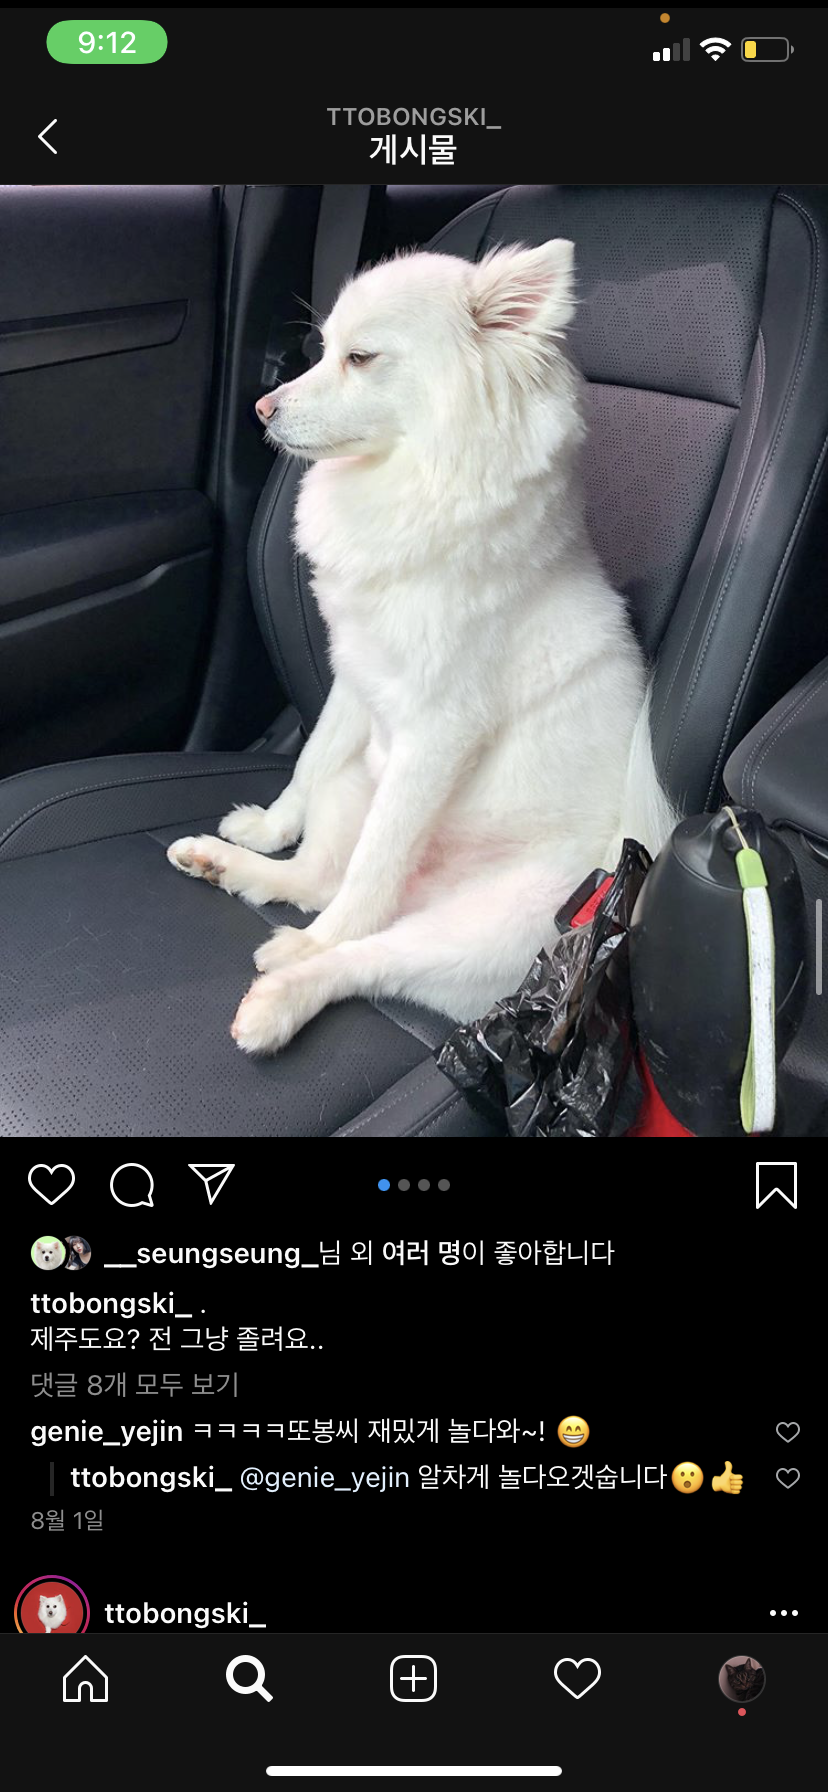 9:12
TTOBONGSKI_
게시물
__seungseung_님 외 여러 명이 좋아합니다
ttobongski_ .
제주도요? 전 그냥 졸려요..
댓글 8개 모두 보기
genie_yejin ㅋㅋㅋㅋ또봉씨 재밌게 놀다와~! 😁
ttobongski_ @genie_yejin 알차게 놀다오겟숩니다😮👍
8월 1일
ttobongski_